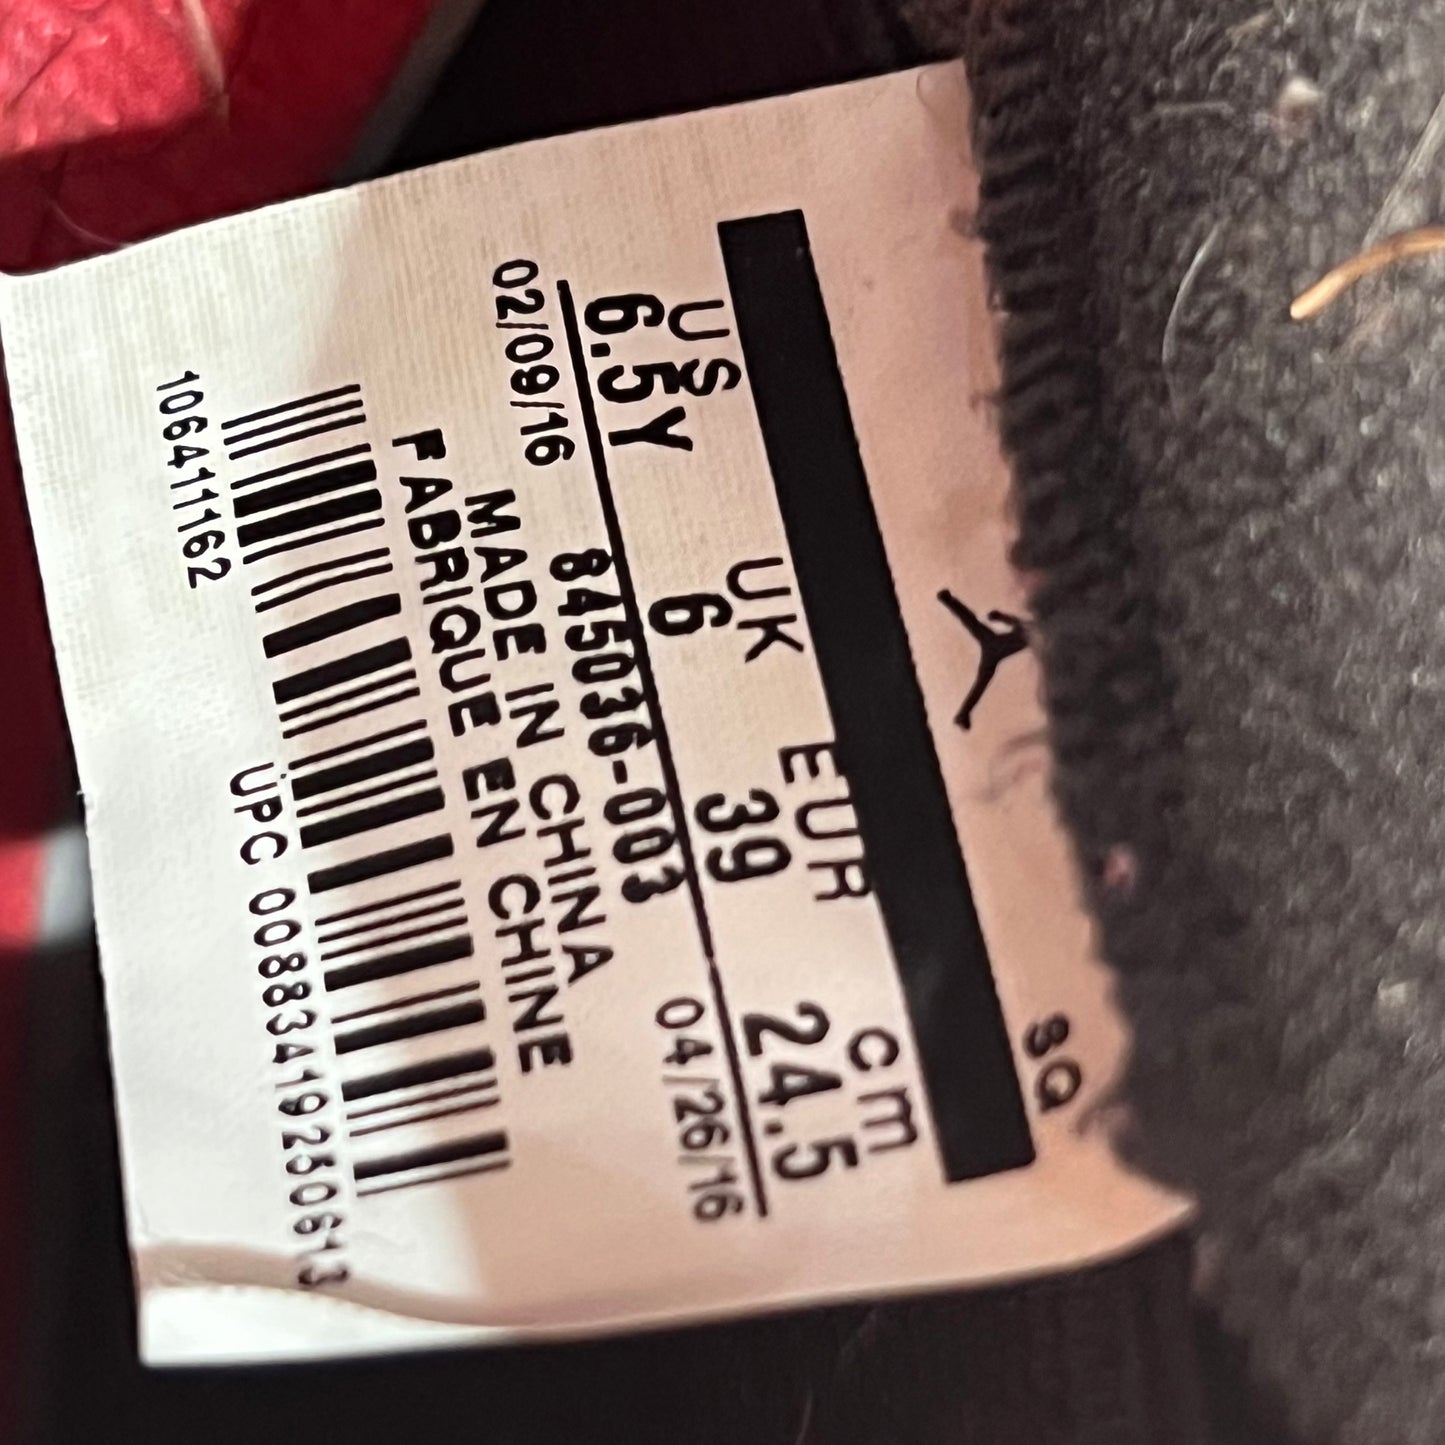 3Q
US UK EUR cm
6.5Y 6 39 24.5
02/09/16 845036-003 04/26/16
MADE IN CHINA
FABRIQUE EN CHINE
106411162 UPC 00883419250613